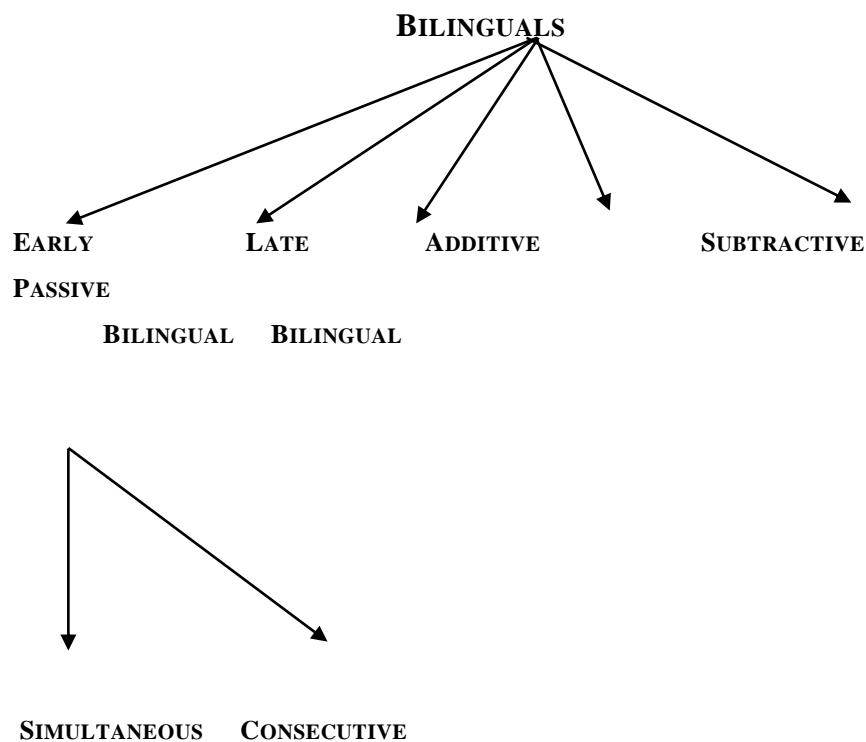 BILINGUALS
EARLY LATE ADDITIVE SUBTRACTIVE
PASSIVE
BILINGUAL BILINGUAL
SIMULTANEOUS CONSECUTIVE